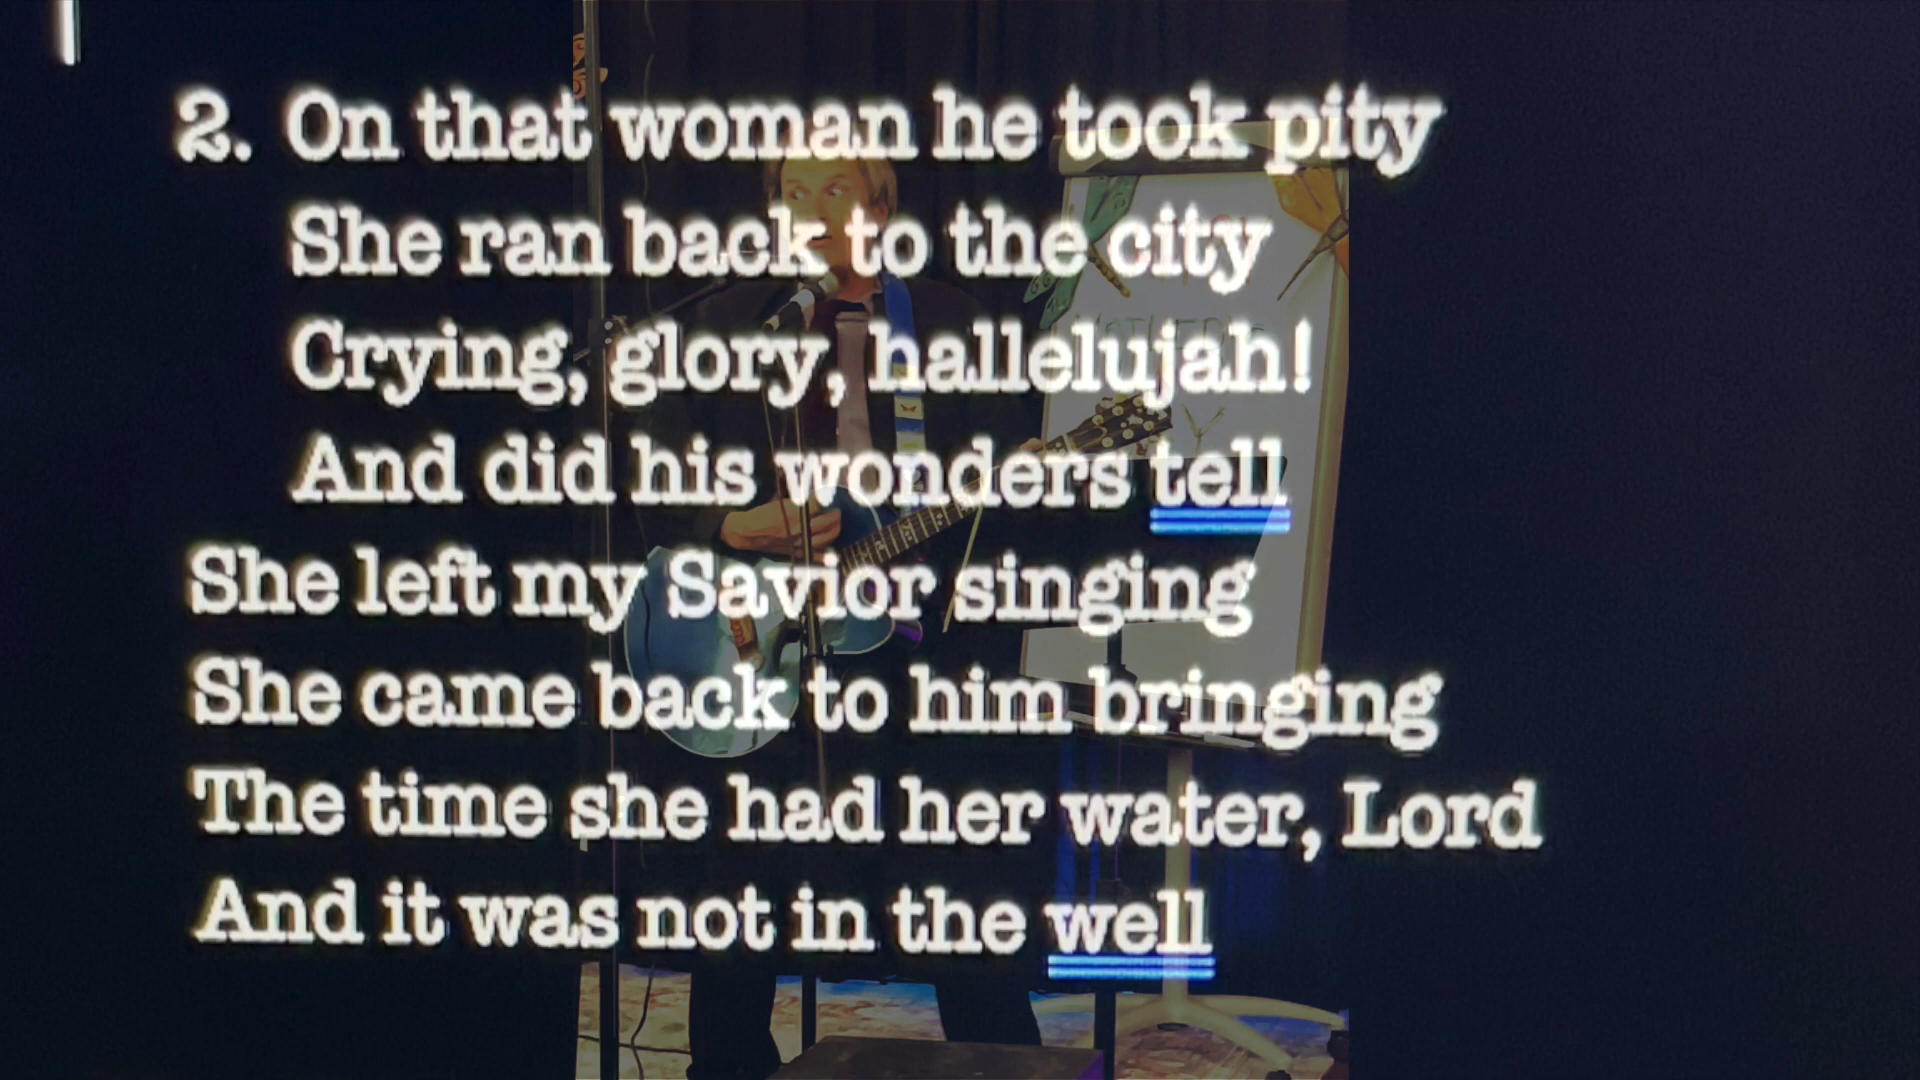 2. On that woman he took pity
She ran back to the city
Crying, glory, hallelujah!
And did his wonders tell
She left my Savior singing
She came back to him bringing
The time she had her water, Lord
And it was not in the well